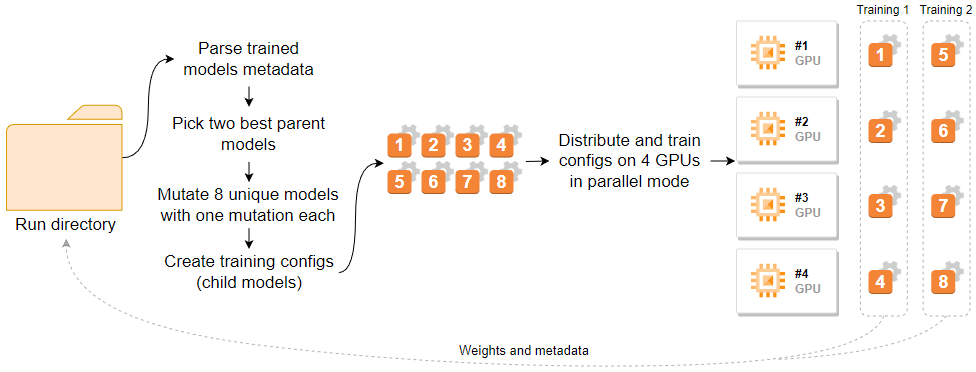 Parse trained
models metadata
Pick two best parent
models
Mutate 8 unique models
with one mutation each
Create training configs
(child models)
Run directory
1 2 3 4
5 6 7 8
Distribute and train
configs on 4 GPUs
in parallel mode
#1
GPU
#2
GPU
#3
GPU
#4
GPU
Training 1
1
2
3
4
Training 2
5
6
7
8
Weights and metadata